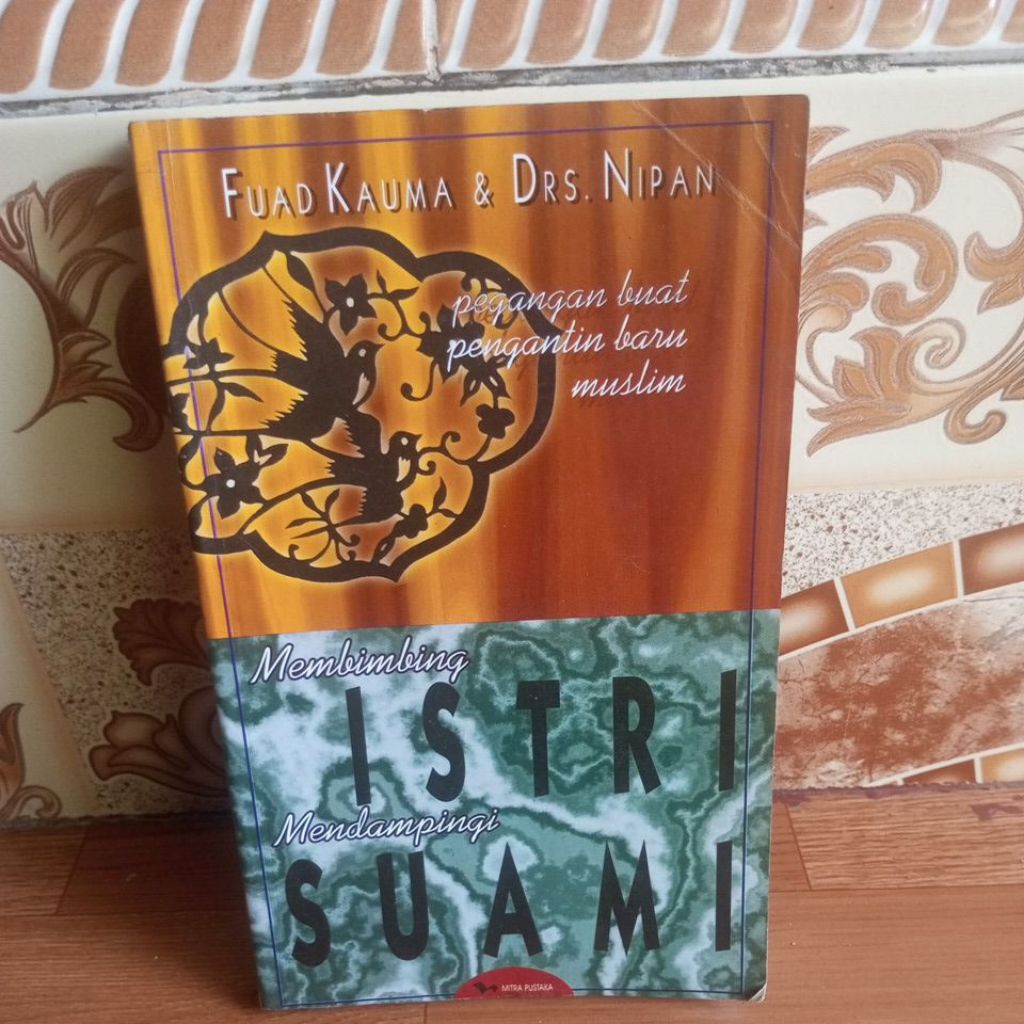 FUAD KAUMA & DRS. NIPAN
pegangan buat
pengantin baru
muslim
Membimbing
ISTRI
Mendampingi
SUAMI
MITRA PUSTAKA